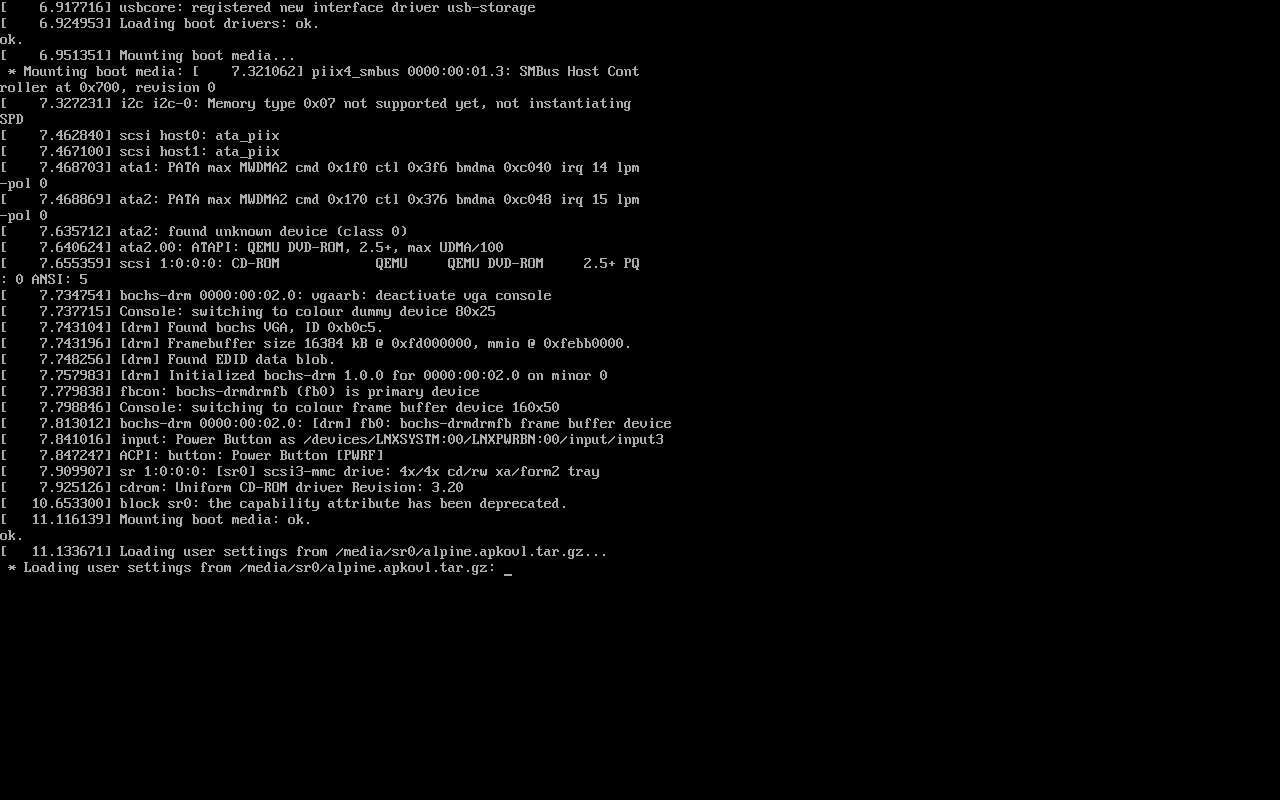 [    6.917716] usbcore: registered new interface driver usb-storage
[    6.924953] Loading boot drivers: ok.
ok.
[    6.951351] Mounting boot media...
 * Mounting boot media: [    7.321062] piix4_smbus 0000:00:01.3: SMBus Host Cont
roller at 0x700, revision 0
[    7.327231] i2c i2c-0: Memory type 0x07 not supported yet, not instantiating
SPD
[    7.462840] scsi host0: ata_piix
[    7.467100] scsi host1: ata_piix
[    7.468703] ata1: PATA max MWDMA2 cmd 0x1f0 ctl 0x3f6 bmdma 0xc040 irq 14 lpm
-pol 0
[    7.468869] ata2: PATA max MWDMA2 cmd 0x170 ctl 0x376 bmdma 0xc048 irq 15 lpm
-pol 0
[    7.635712] ata2: found unknown device (class 0)
[    7.640624] ata2.00: ATAPI: QEMU DVD-ROM, 2.5+, max UDMA/100
[    7.655359] scsi 1:0:0:0: CD-ROM            QEMU     QEMU DVD-ROM     2.5+ PQ
: 0 ANSI: 5
[    7.734754] bochs-drm 0000:00:02.0: vgaarb: deactivate vga console
[    7.737715] Console: switching to colour dummy device 80x25
[    7.743104] [drm] Found bochs VGA, ID 0xb0c5.
[    7.743196] [drm] Framebuffer size 16384 kB @ 0xfd000000, mmio @ 0xfebb0000.
[    7.748256] [drm] Found EDID data blob.
[    7.757983] [drm] Initialized bochs-drm 1.0.0 for 0000:00:02.0 on minor 0
[    7.779838] fbcon: bochs-drmdrmfb (fb0) is primary device
[    7.798846] Console: switching to colour frame buffer device 160x50
[    7.813012] bochs-drm 0000:00:02.0: [drm] fb0: bochs-drmdrmfb frame buffer device
[    7.841016] input: Power Button as /devices/LNXSYSTM:00/LNXPWRBN:00/input/input3
[    7.847247] ACPI: button: Power Button [PWRF]
[    7.909907] sr 1:0:0:0: [sr0] scsi3-mmc drive: 4x/4x cd/rw xa/form2 tray
[    7.925126] cdrom: Uniform CD-ROM driver Revision: 3.20
[   10.653300] block sr0: the capability attribute has been deprecated.
[   11.116139] Mounting boot media: ok.
ok.
[   11.133671] Loading user settings from /media/sr0/alpine.apkovl.tar.gz...
 * Loading user settings from /media/sr0/alpine.apkovl.tar.gz: _